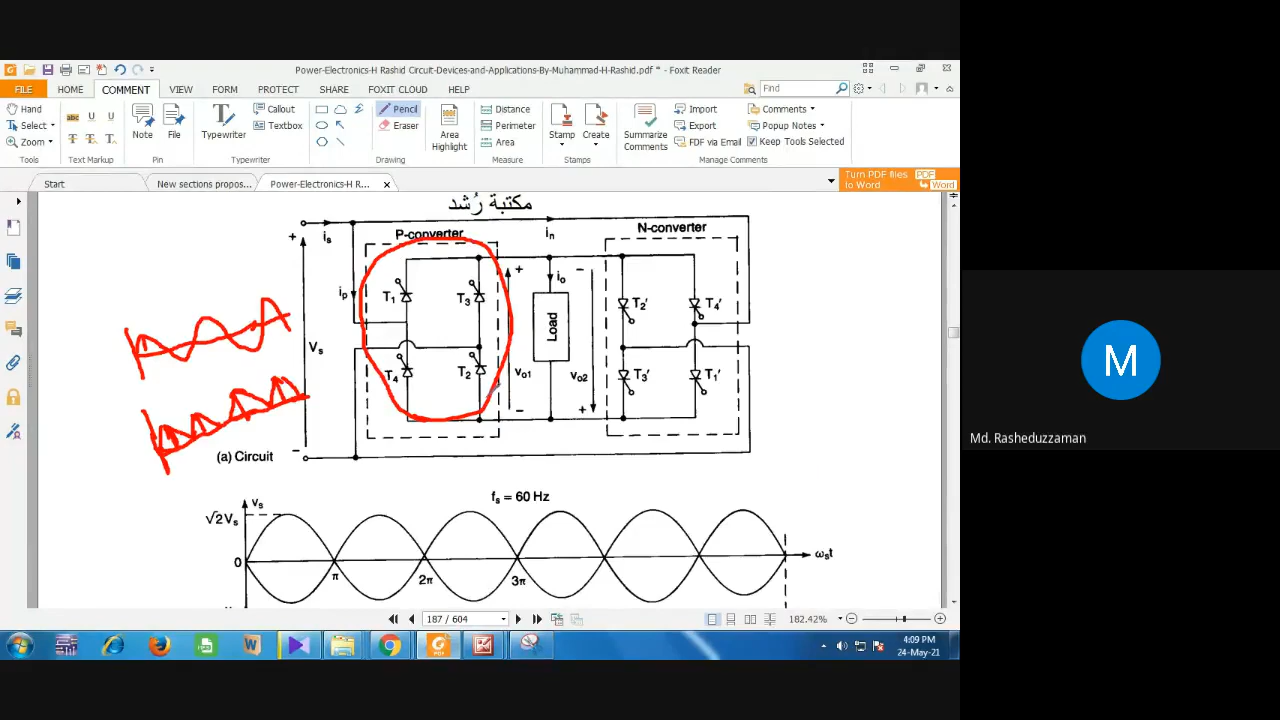 Power-Electronics-H Rashid Circuit-Devices-and-Applications-By-Muhammad-H-Rashid.pdf * - Foxit Reader
FILE HOME COMMENT VIEW FORM PROTECT SHARE FOXIT CLOUD HELP
Find
Hand
Select
Zoom
Tools
Text Markup
Note
File
Pin
Typewriter
Callout
Textbox
Typewriter
Pencil
Eraser
Area Highlight
Drawing
Distance
Perimeter
Area
Measure
Stamp
Create
Stamps
Summarize Comments
Import
Export
FDF via Email
Comments
Popup Notes
Keep Tools Selected
Manage Comments
Start
New sections propos...
Power-Electronics-H R...
Turn PDF files to Word
PDF
Word
مكتبة رُشد
P-converter
N-converter
+ is in
ip
T1 T3
T4 T2
+ vo1 −
io
Load
− vo2 +
T2' T4'
T3' T1'
Vs
−
(a) Circuit
fs = 60 Hz
vs
√2 Vs
0
π 2π 3π
ωst
187 / 604
182.42%
4:09 PM
24-May-21
M
Md. Rasheduzzaman